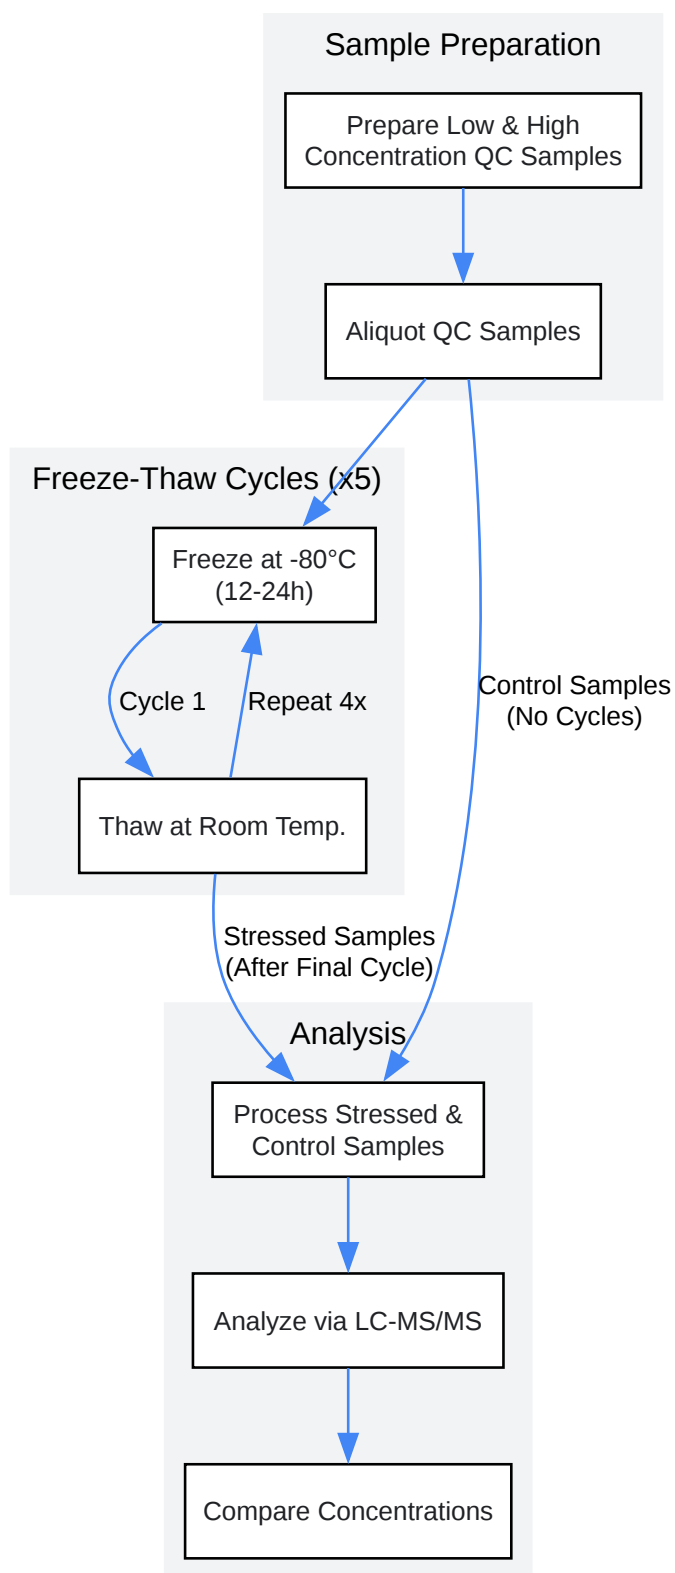 Sample Preparation
Prepare Low & High
Concentration QC Samples
Aliquot QC Samples
Freeze-Thaw Cycles (x5)
Freeze at -80°C
(12-24h)
Cycle 1
Repeat 4x
Control Samples
(No Cycles)
Thaw at Room Temp.
Stressed Samples
(After Final Cycle)
Analysis
Process Stressed &
Control Samples
Analyze via LC-MS/MS
Compare Concentrations